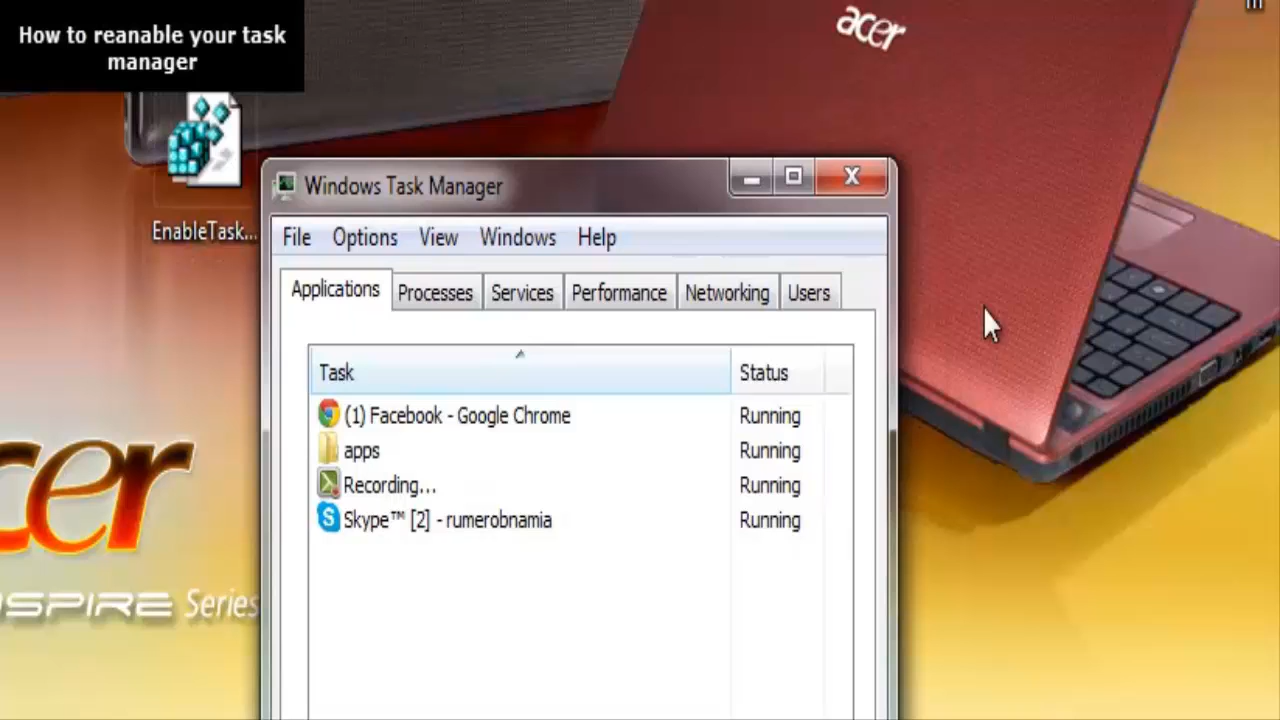 How to reanable your task
manager
acer
EnableTask...
Windows Task Manager
File Options View Windows Help
Applications Processes Services Performance Networking Users
Task Status
(1) Facebook - Google Chrome Running
apps Running
Recording... Running
Skype™ [2] - rumerobnamia Running
cer
SPIRE Series